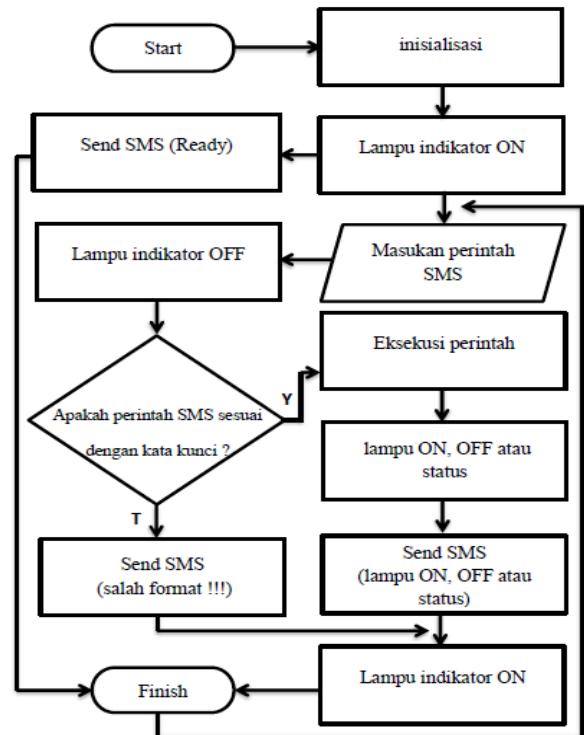 Start
inisialisasi
Send SMS (Ready)
Lampu indikator ON
Lampu indikator OFF
Masukan perintah
SMS
Eksekusi perintah
Y
Apakah perintah SMS sesuai
dengan kata kunci ?
lampu ON, OFF atau
status
T
Send SMS
(salah format !!!)
Send SMS
(lampu ON, OFF atau
status)
Lampu indikator ON
Finish